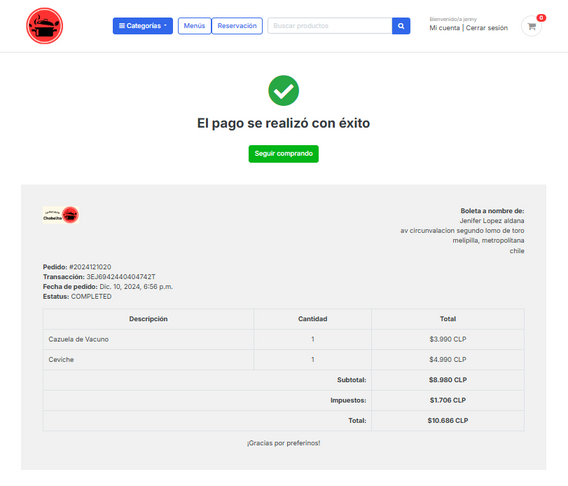 Categorías
Menús
Reservación
Buscar productos
Bienvenido/a jenny
Mi cuenta | Cerrar sesión
0
El pago se realizó con éxito
Seguir comprando
Chabelita
Boleta a nombre de:
Jenifer Lopez aldana
av circunvalacion segundo lomo de toro
melipilla, metropolitana
chile
Pedido: #2024121020
Transacción: 3EJ6942440404742T
Fecha de pedido: Dic. 10, 2024, 6:56 p.m.
Estatus: COMPLETED
Descripción Cantidad Total
Cazuela de Vacuno 1 $3.990 CLP
Ceviche 1 $4.990 CLP
Subtotal: $8.980 CLP
Impuestos: $1.706 CLP
Total: $10.686 CLP
¡Gracias por preferinos!